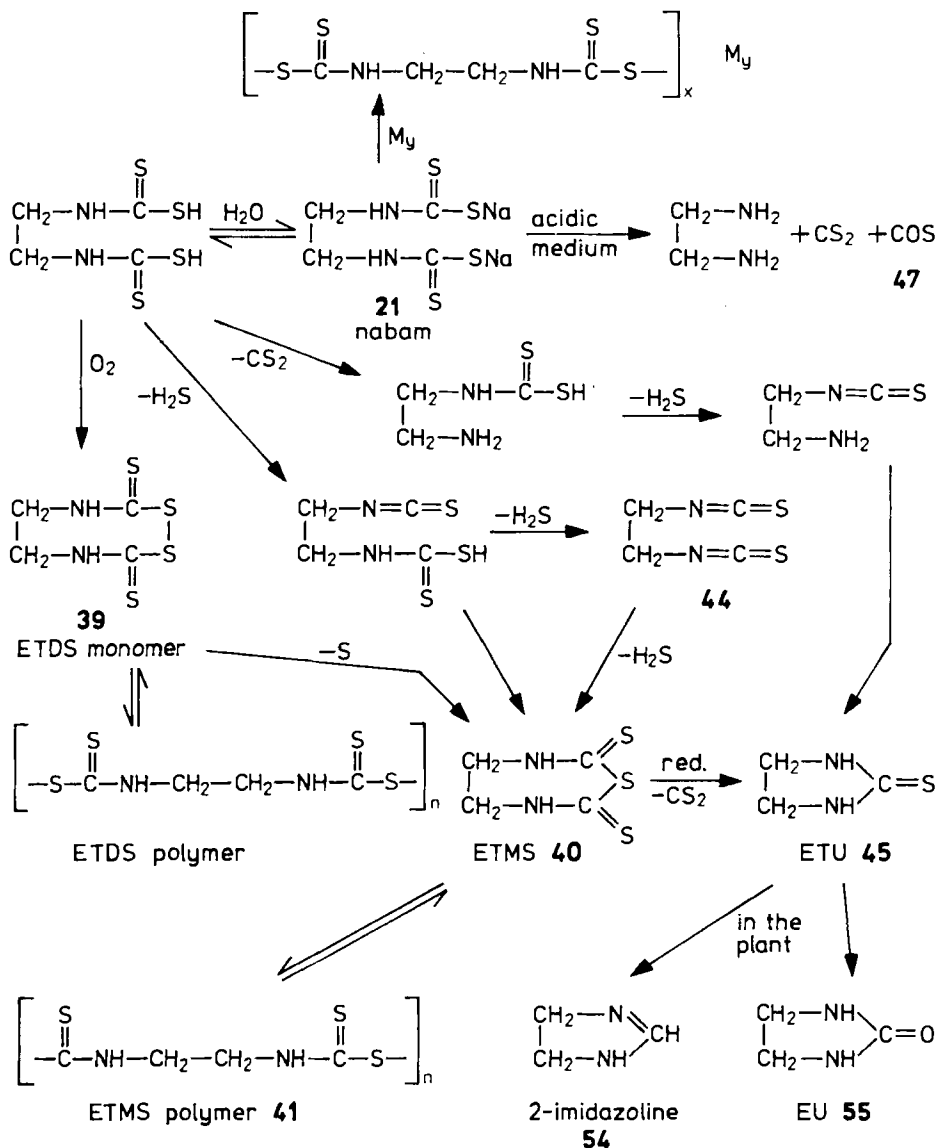 S S
[—S—C—NH—CH2—CH2—NH—C—S—]x My
My
S S
CH2—NH—C—SH H2O CH2—HN—C—SNa acidic CH2—NH2
CH2—NH—C—SH CH2—HN—C—SNa medium CH2—NH2 +CS2 +COS
S S 47
21
nabam
O2 −CS2 S
−H2S CH2—NH—C—SH −H2S CH2—N=C=S
CH2—NH2 CH2—NH2
S
CH2—NH—C—S CH2—N=C=S −H2S CH2—N=C=S
CH2—NH—C—S CH2—NH—C—SH CH2—N=C=S
S S 44
39
ETDS monomer −S −H2S
S S S
[—S—C—NH—CH2—CH2—NH—C—S—]n CH2—NH—C S red. CH2—NH C=S
CH2—NH—C −CS2 CH2—NH
S
ETDS polymer ETMS 40 ETU 45
in the
plant
S S
[—C—NH—CH2—CH2—NH—C—S—]n CH2—N CH CH2—NH C=O
CH2—NH CH2—NH
ETMS polymer 41 2-imidazoline EU 55
54